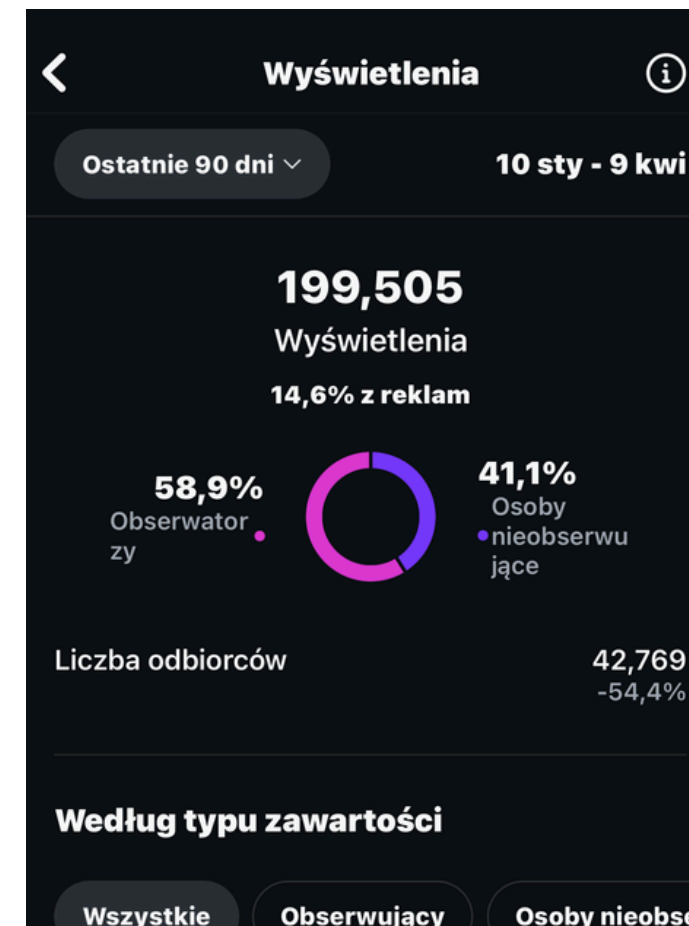 Wyświetlenia
Ostatnie 90 dni
10 sty - 9 kwi
199,505
Wyświetlenia
14,6% z reklam
58,9%
Obserwator
zy
41,1%
Osoby
nieobserwu
jące
Liczba odbiorców
42,769
-54,4%
Według typu zawartości
Wszystkie
Obserwujący
Osoby nieobse